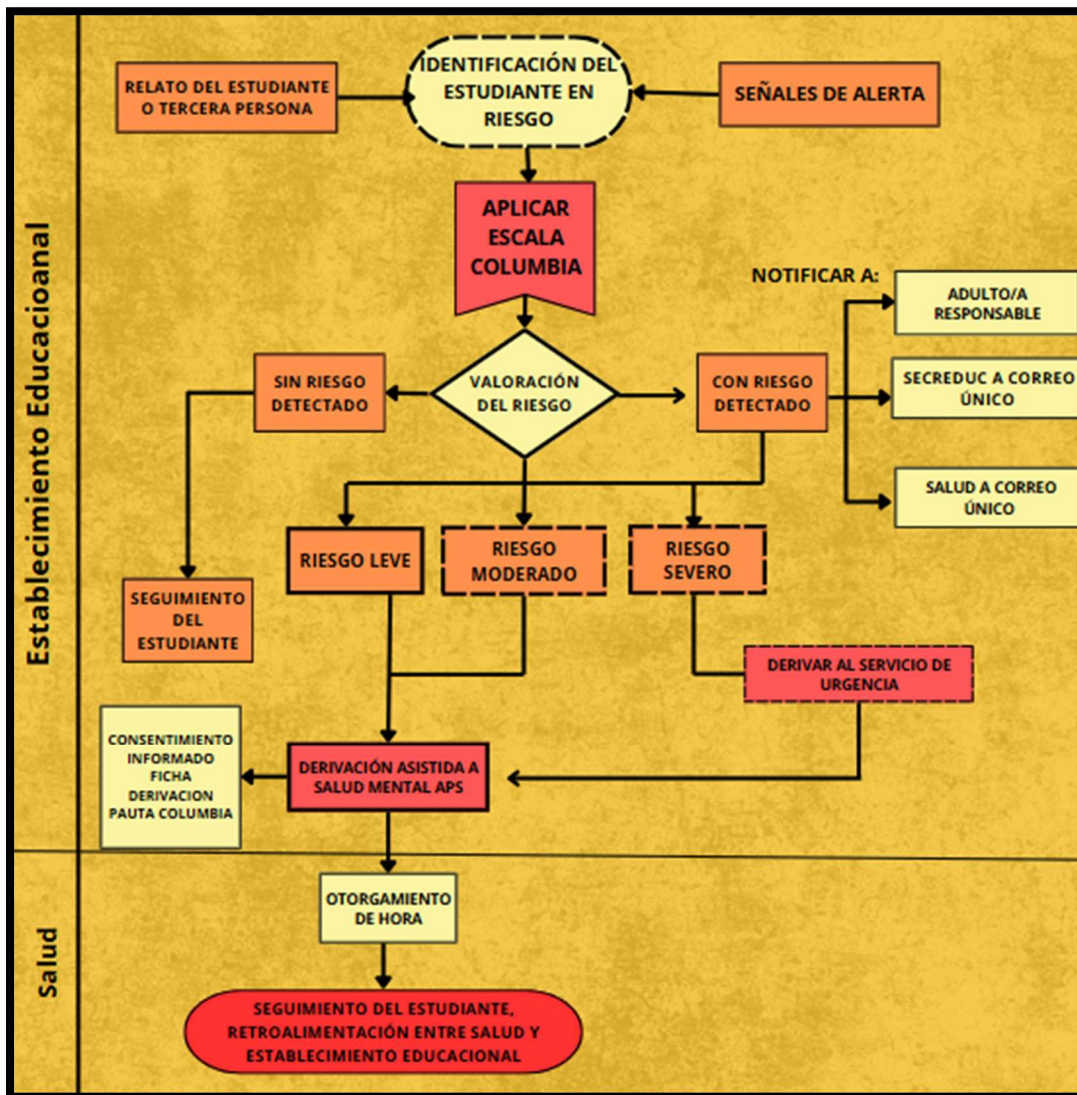 RELATO DEL ESTUDIANTE
O TERCERA PERSONA
IDENTIFICACIÓN DEL
ESTUDIANTE EN
RIESGO
SEÑALES DE ALERTA
APLICAR
ESCALA
COLUMBIA
NOTIFICAR A:
ADULTO/A
RESPONSABLE
SIN RIESGO
DETECTADO
VALORACIÓN
DEL RIESGO
CON RIESGO
DETECTADO
SECREDUC A CORREO
ÚNICO
SALUD A CORREO
ÚNICO
RIESGO LEVE
RIESGO
MODERADO
RIESGO
SEVERO
SEGUIMIENTO
DEL
ESTUDIANTE
DERIVAR AL SERVICIO DE
URGENCIA
CONSENTIMIENTO
INFORMADO
FICHA
DERIVACION
PAUTA COLUMBIA
DERIVACIÓN ASISTIDA A
SALUD MENTAL APS
Establecimiento Educacioanal
OTORGAMIENTO
DE HORA
SEGUIMIENTO DEL ESTUDIANTE,
RETROALIMENTACIÓN ENTRE SALUD Y
ESTABLECIMIENTO EDUCACIONAL
Salud